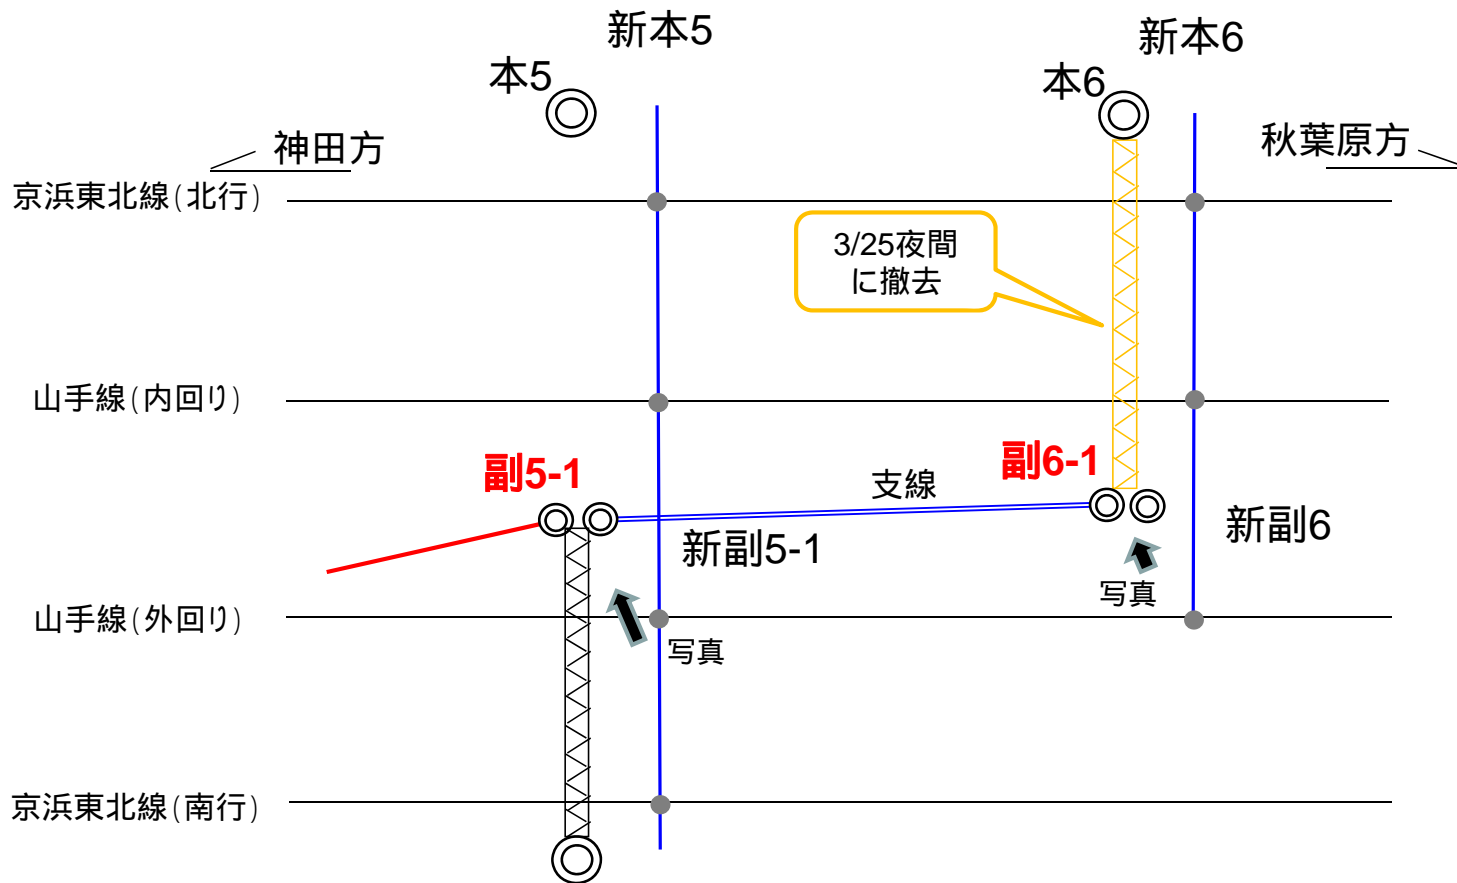 新本5
新本6
本5
本6
神田方
秋葉原方
京浜東北線(北行)
3/25夜間
に撤去
山手線(内回り)
副5-1
副6-1
支線
新副5-1
新副6
写真
山手線(外回り)
写真
京浜東北線(南行)